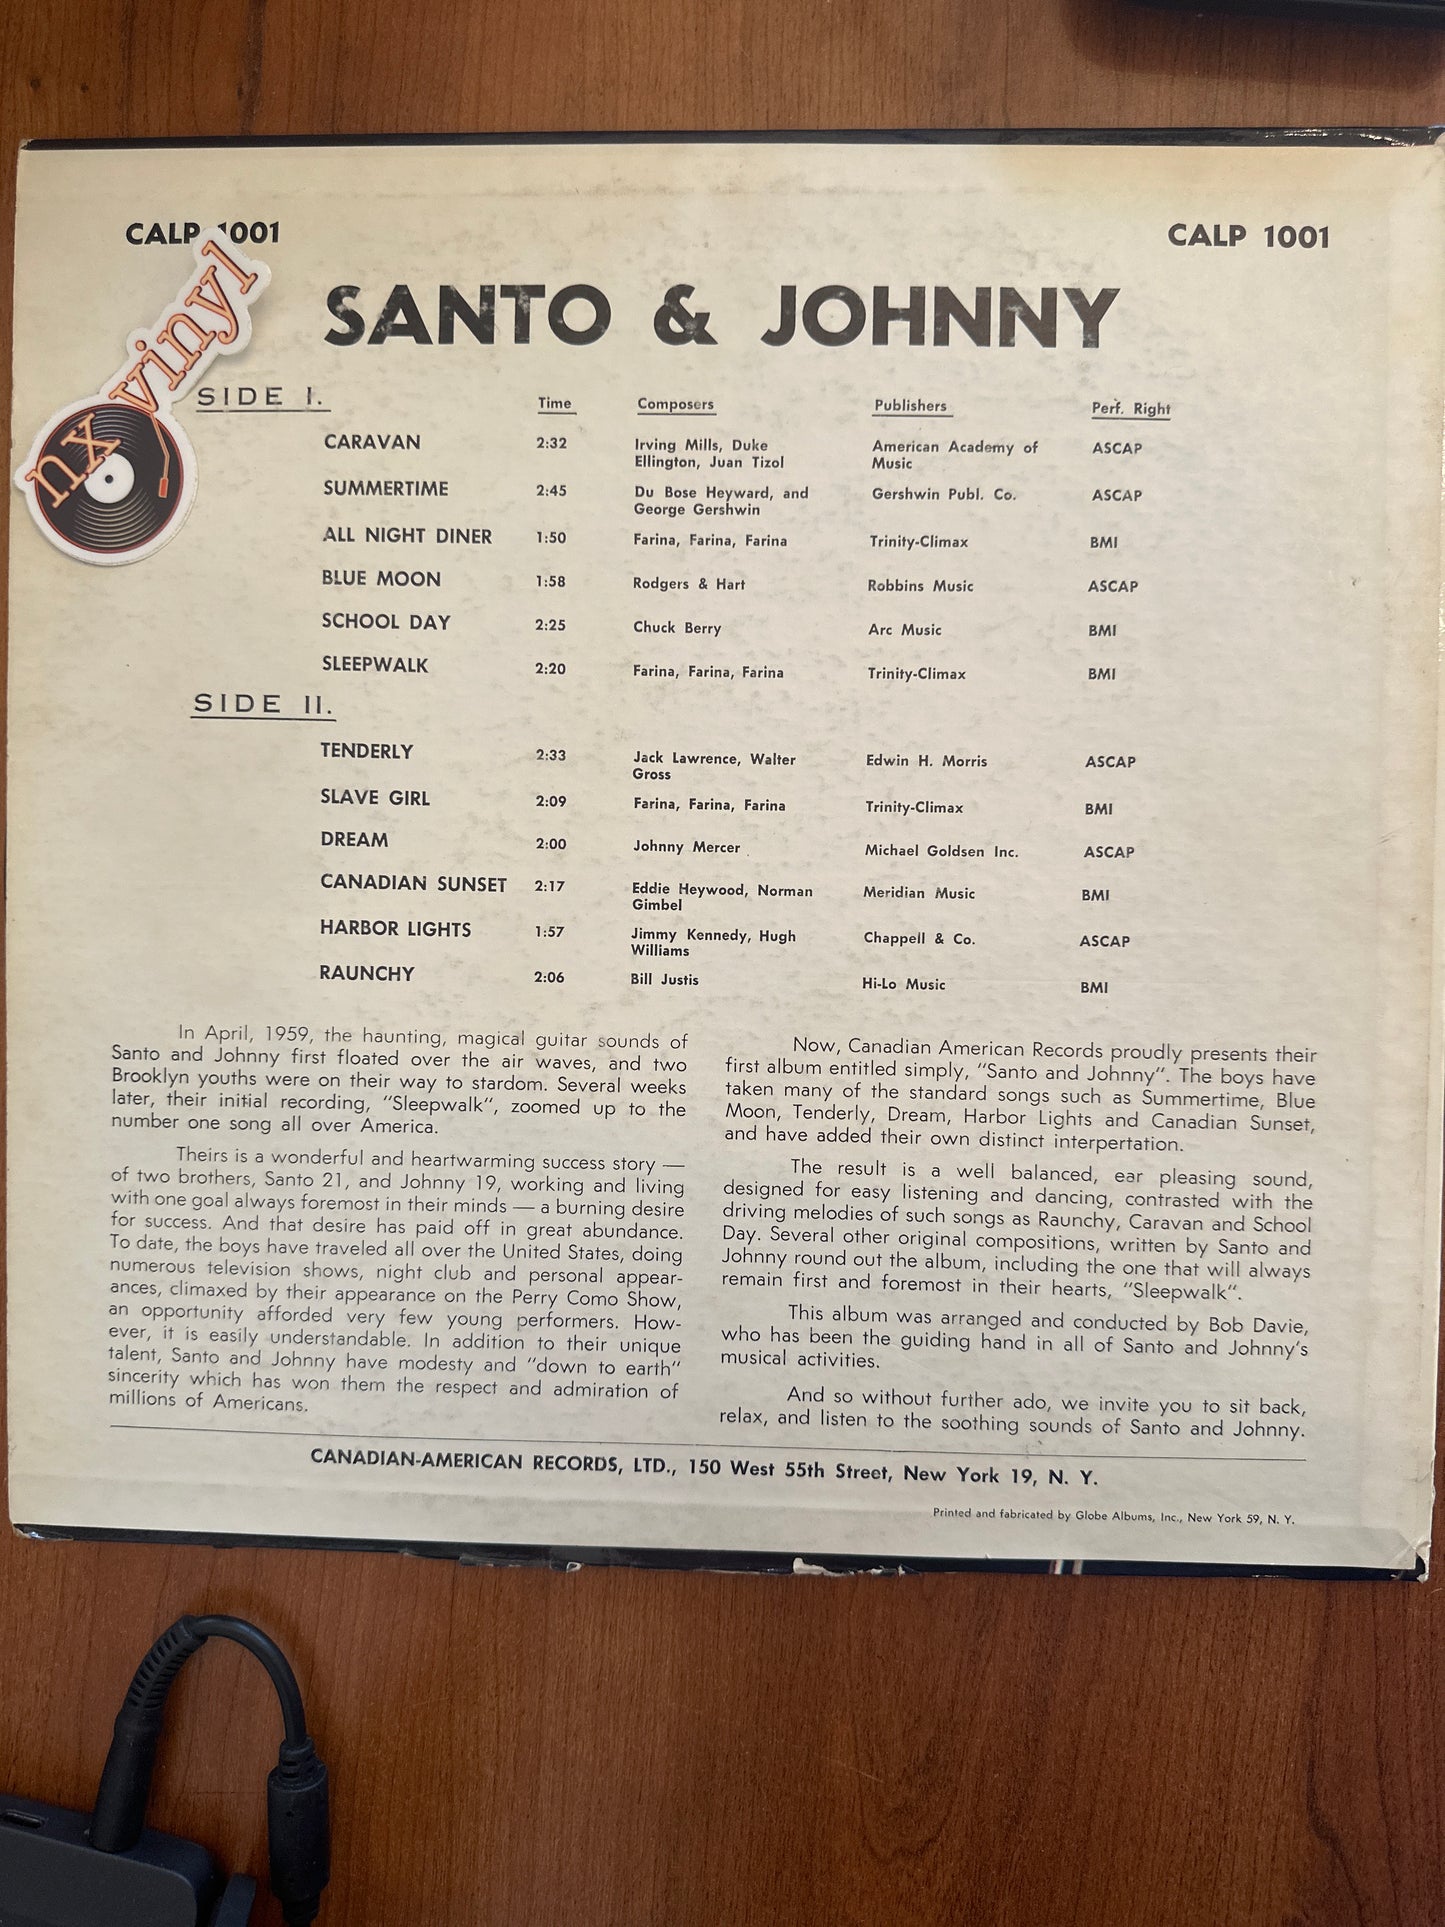 CALP 1001
CALP 1001
nx vinyl
SANTO & JOHNNY
SIDE I.
Time Composers Publishers Perf. Right
CARAVAN 2:32 Irving Mills, Duke American Academy of ASCAP
Ellington, Juan Tizol Music
SUMMERTIME 2:45 Du Bose Heyward, and Gershwin Publ. Co. ASCAP
George Gershwin
ALL NIGHT DINER 1:50 Farina, Farina, Farina Trinity-Climax BMI
BLUE MOON 1:58 Rodgers & Hart Robbins Music ASCAP
SCHOOL DAY 2:25 Chuck Berry Arc Music BMI
SLEEPWALK 2:20 Farina, Farina, Farina Trinity-Climax BMI
SIDE II.
TENDERLY 2:33 Jack Lawrence, Walter Edwin H. Morris ASCAP
Gross
SLAVE GIRL 2:09 Farina, Farina, Farina Trinity-Climax BMI
DREAM 2:00 Johnny Mercer Michael Goldsen Inc. ASCAP
CANADIAN SUNSET 2:17 Eddie Heywood, Norman Meridian Music BMI
Gimbel
HARBOR LIGHTS 1:57 Jimmy Kennedy, Hugh Chappell & Co. ASCAP
Williams
RAUNCHY 2:06 Bill Justis Hi-Lo Music BMI
In April, 1959, the haunting, magical guitar sounds of
Santo and Johnny first floated over the air waves, and two
Brooklyn youths were on their way to stardom. Several weeks
later, their initial recording, "Sleepwalk", zoomed up to the
number one song all over America.
Theirs is a wonderful and heartwarming success story —
of two brothers, Santo 21, and Johnny 19, working and living
with one goal always foremost in their minds — a burning desire
for success. And that desire has paid off in great abundance.
To date, the boys have traveled all over the United States, doing
numerous television shows, night club and personal appear-
ances, climaxed by their appearance on the Perry Como Show,
an opportunity afforded very few young performers. How-
ever, it is easily understandable. In addition to their unique
talent, Santo and Johnny have modesty and "down to earth"
sincerity which has won them the respect and admiration of
millions of Americans.
Now, Canadian American Records proudly presents their
first album entitled simply, "Santo and Johnny". The boys have
taken many of the standard songs such as Summertime, Blue
Moon, Tenderly, Dream, Harbor Lights and Canadian Sunset,
and have added their own distinct interpertation.
The result is a well balanced, ear pleasing sound,
designed for easy listening and dancing, contrasted with the
driving melodies of such songs as Raunchy, Caravan and School
Day. Several other original compositions, written by Santo and
Johnny round out the album, including the one that will always
remain first and foremost in their hearts, "Sleepwalk".
This album was arranged and conducted by Bob Davie,
who has been the guiding hand in all of Santo and Johnny's
musical activities.
And so without further ado, we invite you to sit back,
relax, and listen to the soothing sounds of Santo and Johnny.
CANADIAN-AMERICAN RECORDS, LTD., 150 West 55th Street, New York 19, N. Y.
Printed and fabricated by Globe Albums, Inc., New York 59, N. Y.